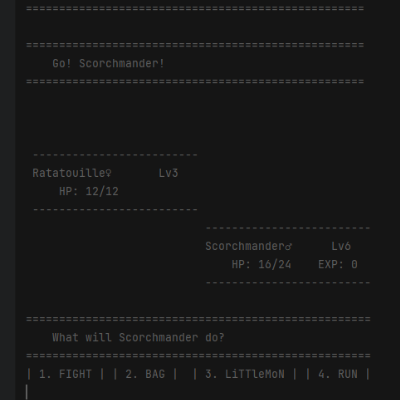 ===================================================
===================================================
Go! Scorchmander!
===================================================
-------------------------
Ratatouille♀ Lv3
HP: 12/12
-------------------------
-------------------------
Scorchmander♂ Lv6
HP: 16/24 EXP: 0
-------------------------
====================================================
What will Scorchmander do?
====================================================
| 1. FIGHT | | 2. BAG | | 3. LiTTleMoN | | 4. RUN |